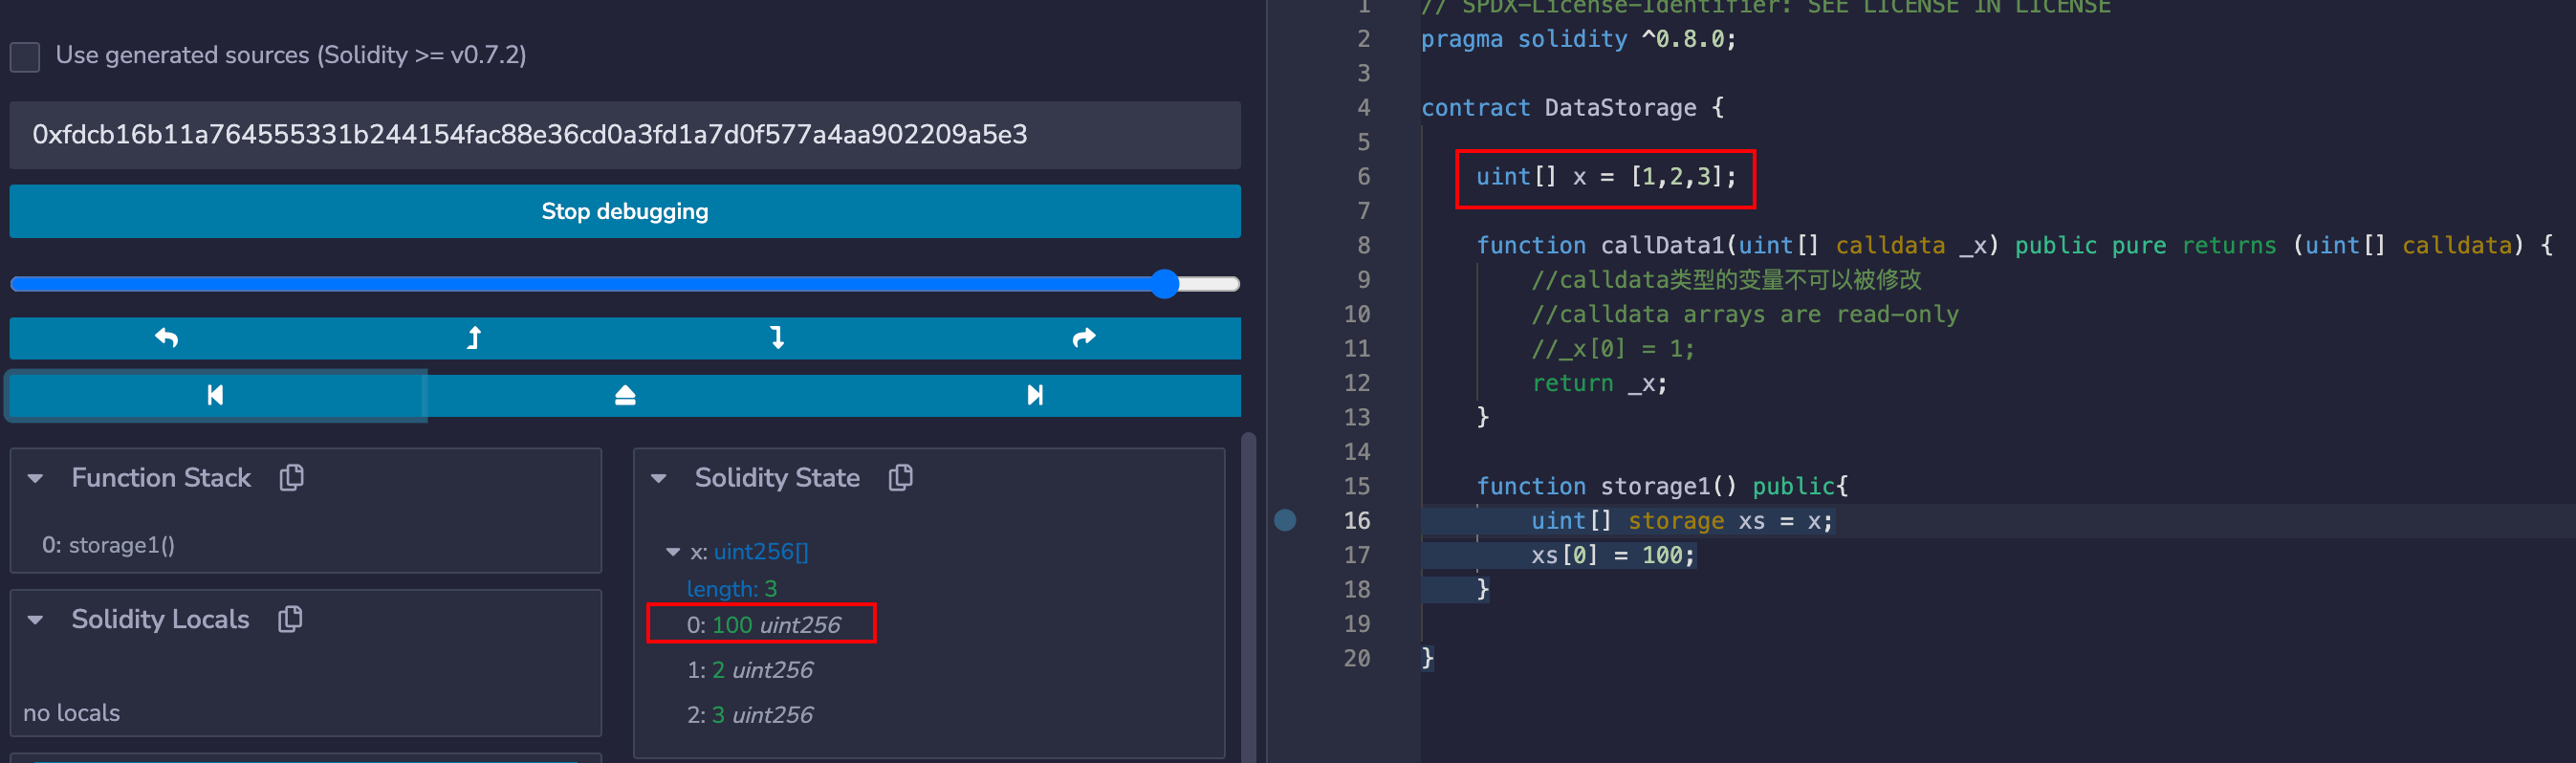 Use generated sources (Solidity >= v0.7.2)
0xfdcb16b11a764555331b244154fac88e36cd0a3fd1a7d0f577a4aa902209a5e3
Stop debugging
Function Stack
0: storage1()
Solidity Locals
no locals
Solidity State
x: uint256[]
length: 3
0: 100 uint256
1: 2 uint256
2: 3 uint256
1 // SPDX-License-Identifier: SEE LICENSE IN LICENSE
2 pragma solidity ^0.8.0;
3
4 contract DataStorage {
5
6 uint[] x = [1,2,3];
7
8 function callData1(uint[] calldata _x) public pure returns (uint[] calldata) {
9 //calldata类型的变量不可以被修改
10 //calldata arrays are read-only
11 //_x[0] = 1;
12 return _x;
13 }
14
15 function storage1() public{
16 uint[] storage xs = x;
17 xs[0] = 100;
18 }
19
20 }